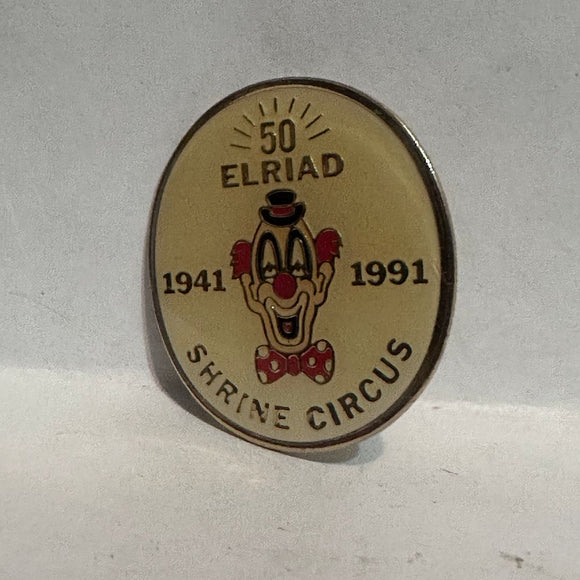 50
ELRIAD
1941 1991
SHRINE CIRCUS